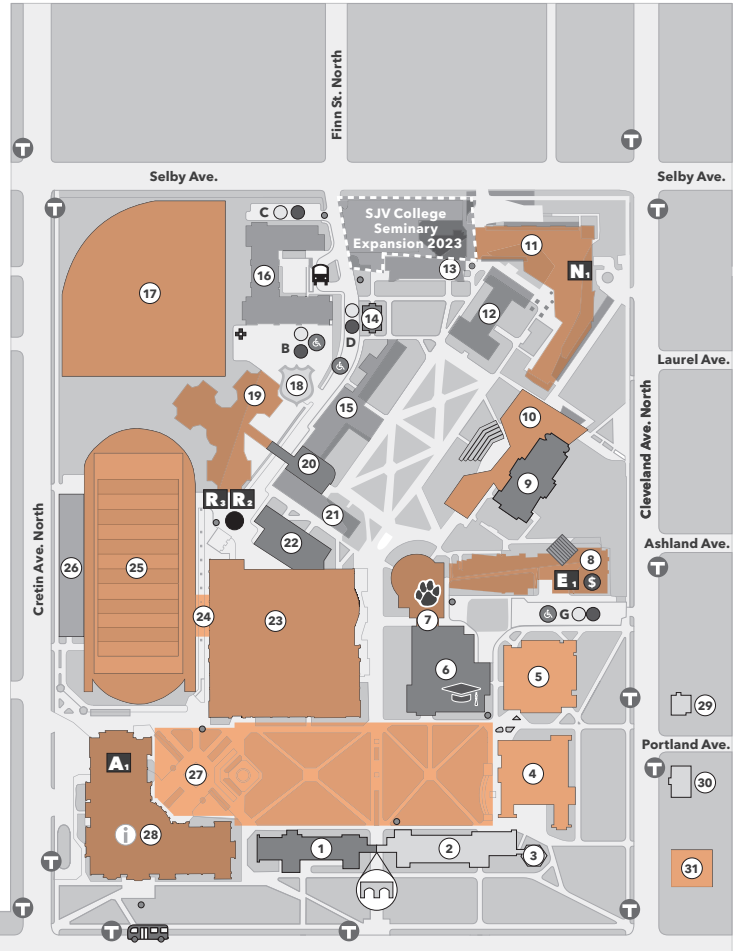 Finn St. North
T
T
Selby Ave.
Selby Ave.
T
C
SJV College
Seminary
Expansion 2023
T
11
N1
13
16
17
14
12
D
B
Laurel Ave.
18
19
15
10
Cleveland Ave. North
20
9
R3
R2
21
22
Cretin Ave. North
26
25
Ashland Ave.
8
E1
$
T
7
G
24
23
6
5
T
29
Portland Ave.
A1
27
4
T
30
i
28
1
2
3
T
31
T
T
T
T